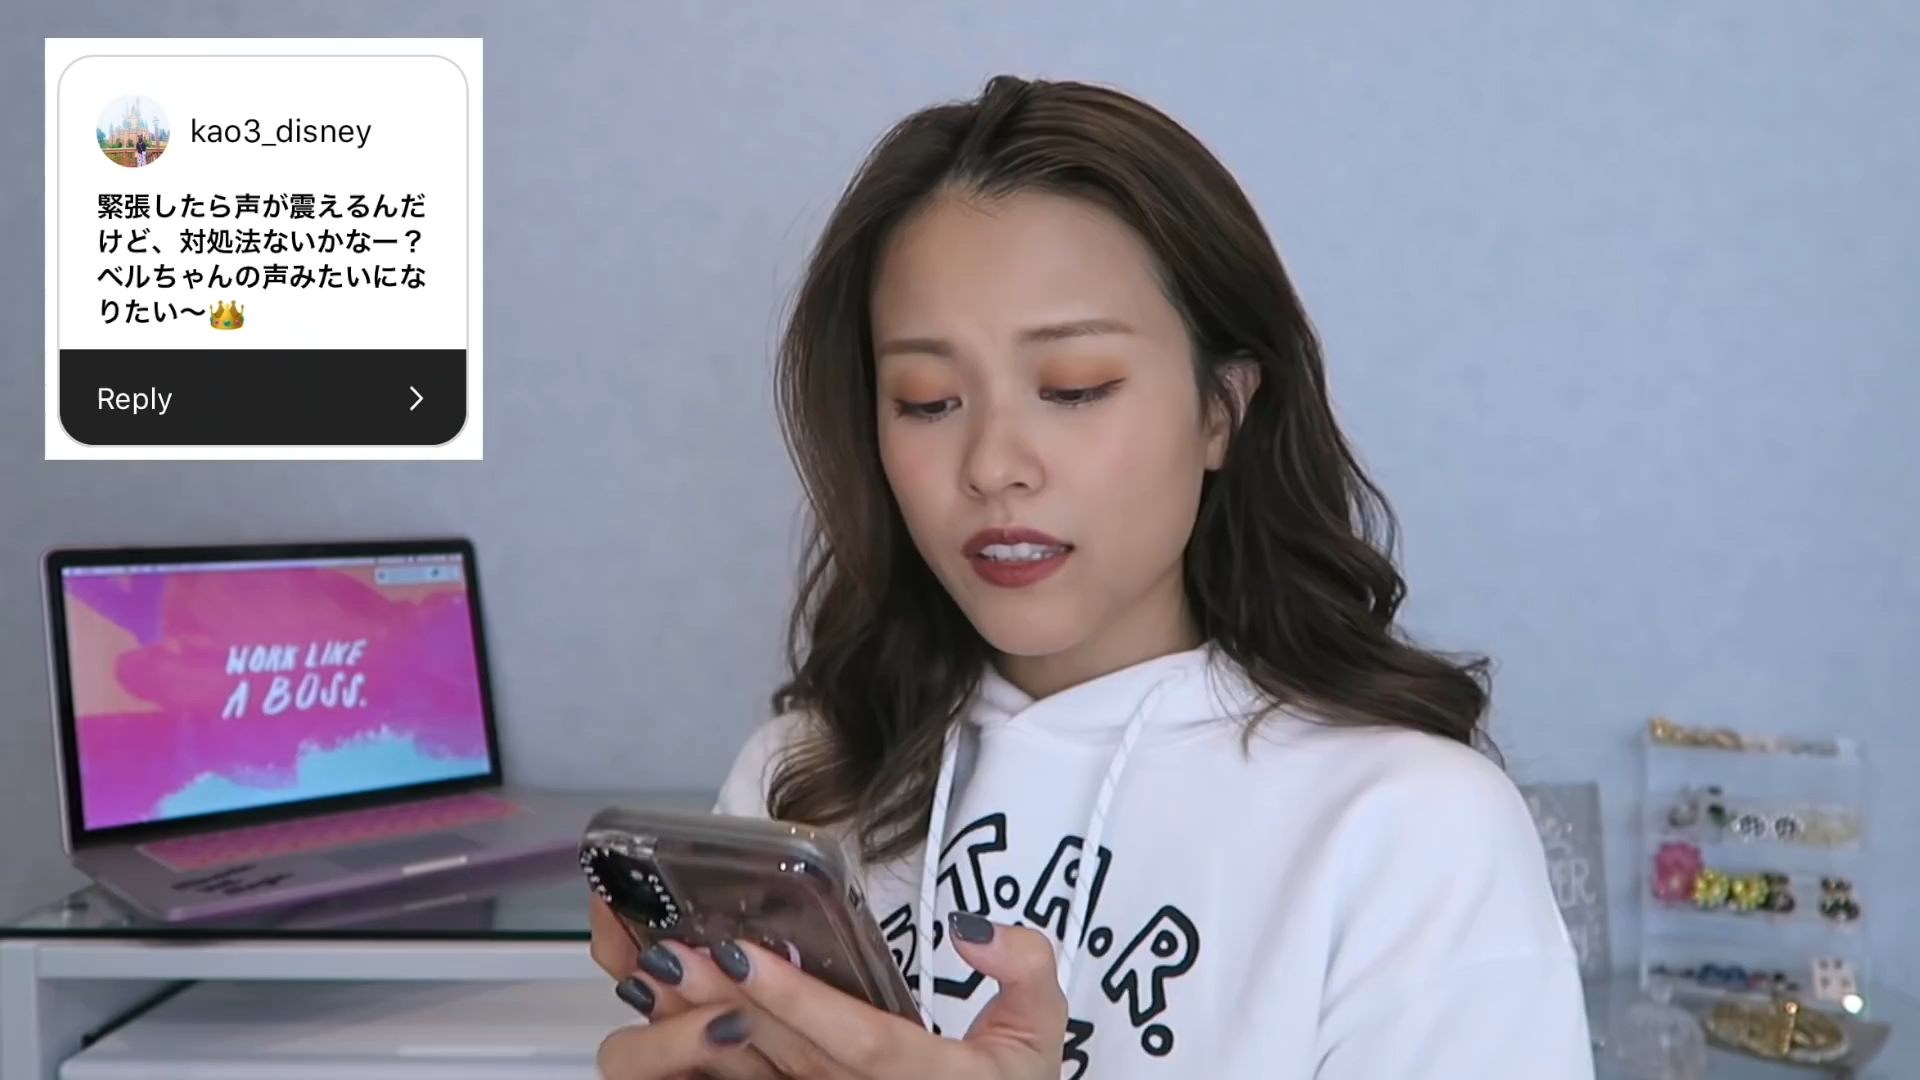 kao3_disney
緊張したら声が震えるんだ
けど、対処法ないかなー？
ベルちゃんの声みたいにな
りたい〜👑
Reply
WORK LIKE
A BOSS.
T.A.R.